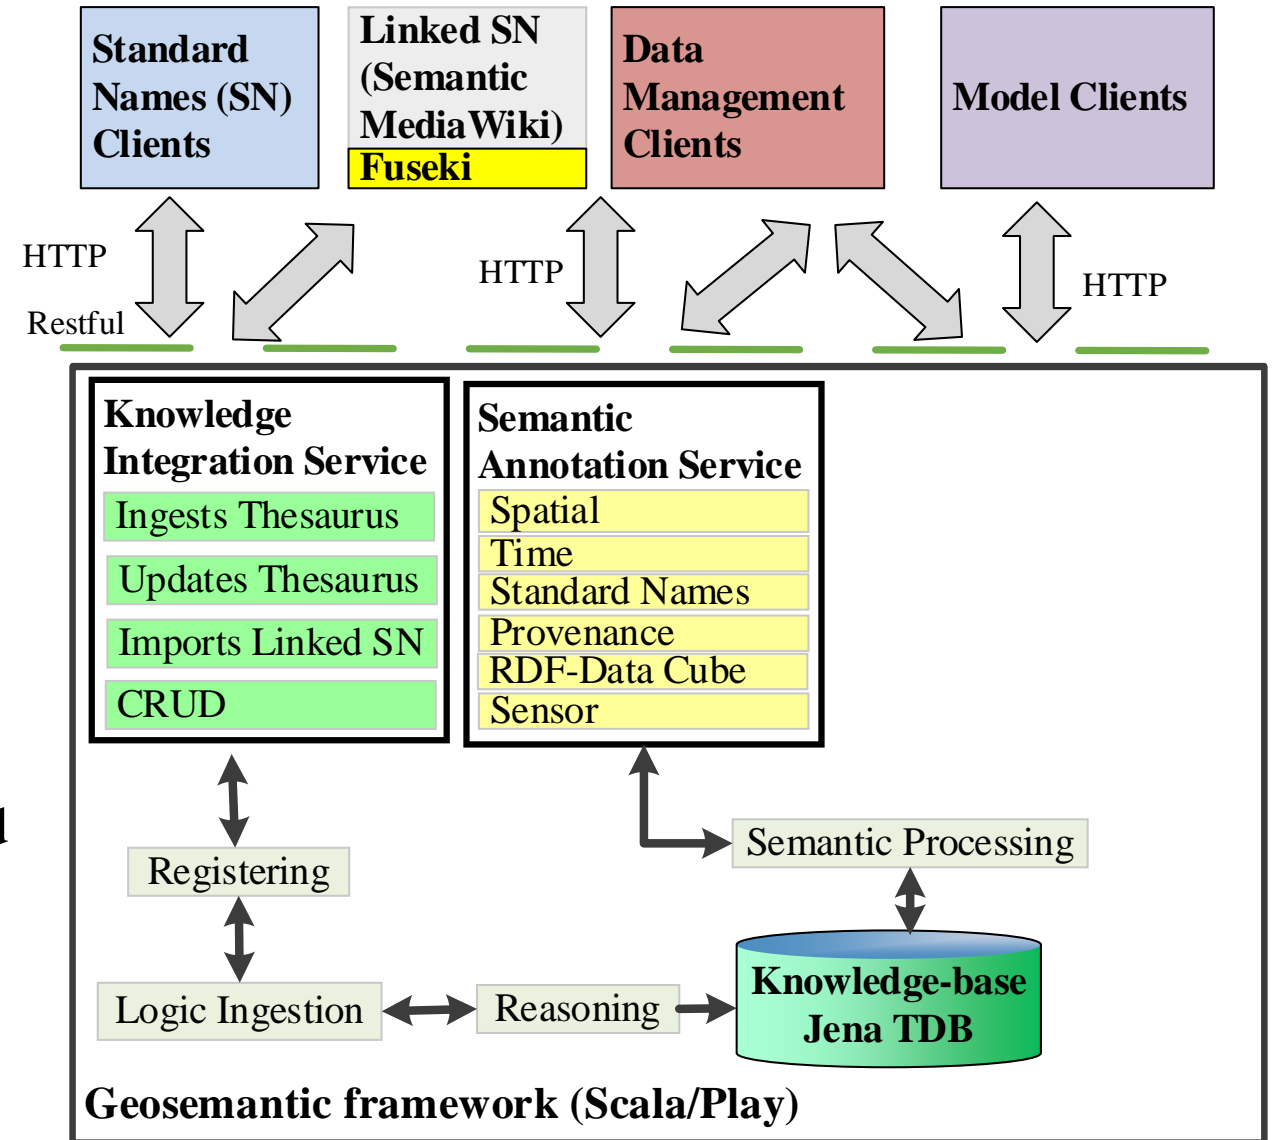 Standard
Names (SN)
Clients
Linked SN
(Semantic
MediaWiki)
Fuseki
Data
Management
Clients
Model Clients
HTTP
HTTP
HTTP
Restful
Knowledge
Integration Service
Ingests Thesaurus
Updates Thesaurus
Imports Linked SN
CRUD
Semantic
Annotation Service
Spatial
Time
Standard Names
Provenance
RDF-Data Cube
Sensor
Registering
Semantic Processing
Logic Ingestion
Reasoning
Knowledge-base
Jena TDB
Geosemantic framework (Scala/Play)